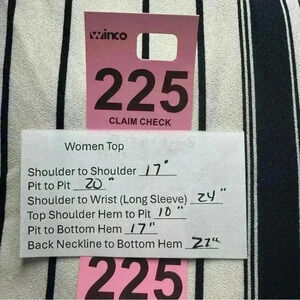 winco
225
CLAIM CHECK
Women Top
Shoulder to Shoulder 17"
Pit to Pit 20"
Shoulder to Wrist (Long Sleeve) 24"
Top Shoulder Hem to Pit 10"
Pit to Bottom Hem 17"
Back Neckline to Bottom Hem 27"
225